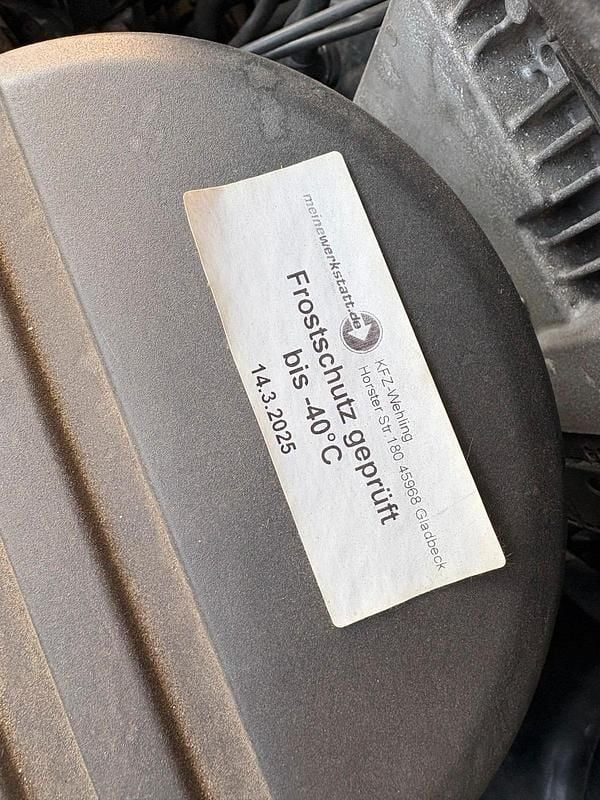 meinewerkstatt.de
KFZ-Wehling
Horster Str 180 45968 Gladbeck
Frostschutz geprüft
bis -40°C
14.3.2025